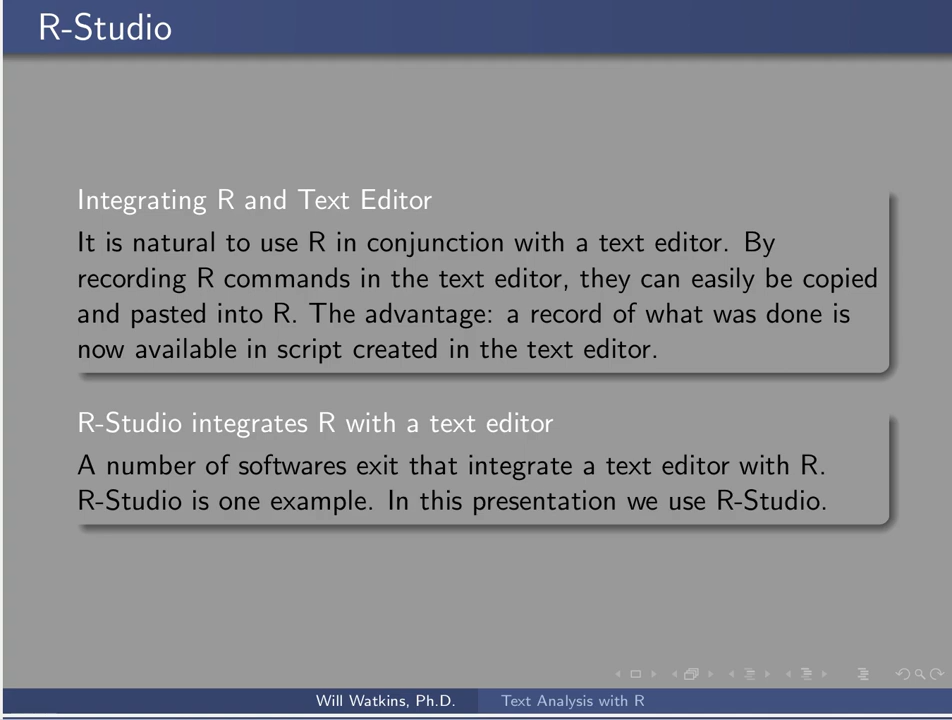 R-Studio
Integrating R and Text Editor
It is natural to use R in conjunction with a text editor. By
recording R commands in the text editor, they can easily be copied
and pasted into R. The advantage: a record of what was done is
now available in script created in the text editor.
R-Studio integrates R with a text editor
A number of softwares exit that integrate a text editor with R.
R-Studio is one example. In this presentation we use R-Studio.
Will Watkins, Ph.D. Text Analysis with R